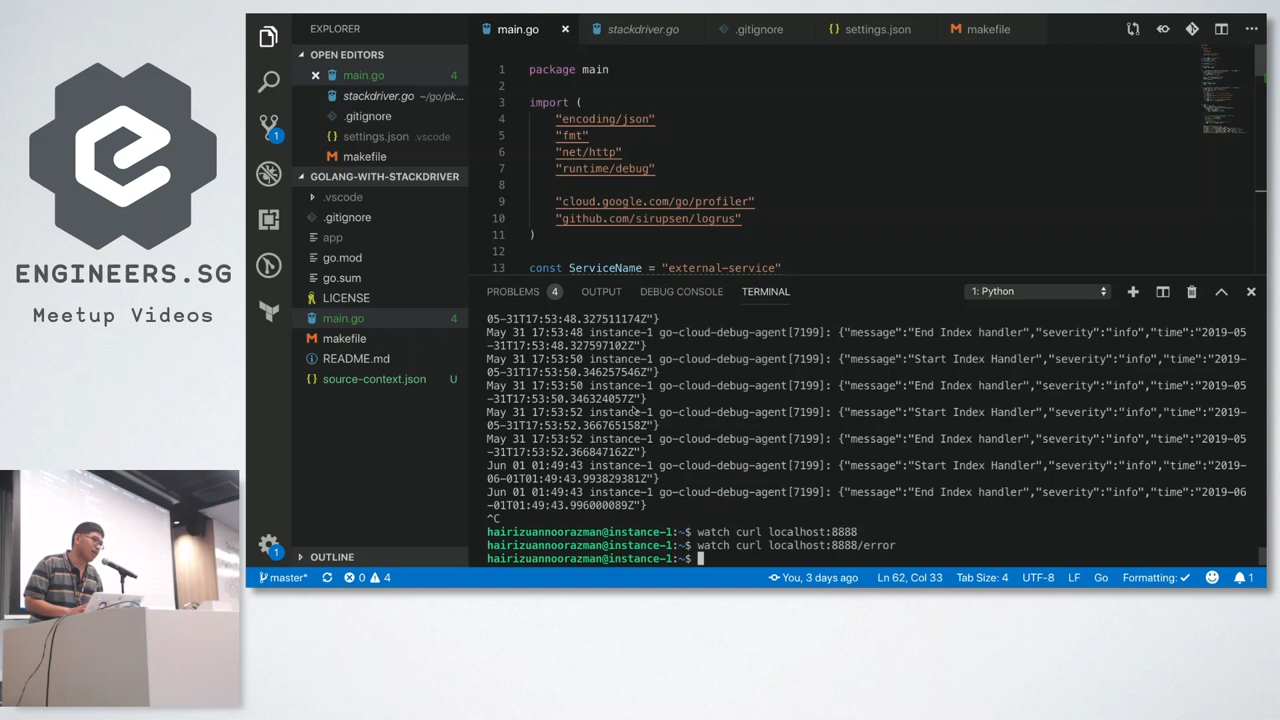 ENGINEERS.SG
Meetup Videos
EXPLORER
OPEN EDITORS
main.go 4
stackdriver.go ~/go/pk...
.gitignore
settings.json .vscode
makefile
GOLANG-WITH-STACKDRIVER
.vscode
.gitignore
app
go.mod
go.sum
LICENSE
main.go 4
makefile
README.md
source-context.json U
OUTLINE
1
1
main.go
stackdriver.go
.gitignore
settings.json
makefile
1 package main
2
3 import (
4 "encoding/json"
5 "fmt"
6 "net/http"
7 "runtime/debug"
8
9 "cloud.google.com/go/profiler"
10 "github.com/sirupsen/logrus"
11 )
12
13 const ServiceName = "external-service"
PROBLEMS 4 OUTPUT DEBUG CONSOLE TERMINAL 1: Python
05-31T17:53:48.327511174Z"}
May 31 17:53:48 instance-1 go-cloud-debug-agent[7199]: {"message":"End Index handler","severity":"info","time":"2019-05
-31T17:53:48.327597102Z"}
May 31 17:53:50 instance-1 go-cloud-debug-agent[7199]: {"message":"Start Index Handler","severity":"info","time":"2019-
05-31T17:53:50.346257546Z"}
May 31 17:53:50 instance-1 go-cloud-debug-agent[7199]: {"message":"End Index handler","severity":"info","time":"2019-05
-31T17:53:50.346324057Z"}
May 31 17:53:52 instance-1 go-cloud-debug-agent[7199]: {"message":"Start Index Handler","severity":"info","time":"2019-
05-31T17:53:52.366765158Z"}
May 31 17:53:52 instance-1 go-cloud-debug-agent[7199]: {"message":"End Index handler","severity":"info","time":"2019-05
-31T17:53:52.366847162Z"}
Jun 01 01:49:43 instance-1 go-cloud-debug-agent[7199]: {"message":"Start Index Handler","severity":"info","time":"2019-
06-01T01:49:43.993829381Z"}
Jun 01 01:49:43 instance-1 go-cloud-debug-agent[7199]: {"message":"End Index handler","severity":"info","time":"2019-06
-01T01:49:43.996000089Z"}
^C
hairizuannoorazman@instance-1:~$ watch curl localhost:8888
hairizuannoorazman@instance-1:~$ watch curl localhost:8888/error
hairizuannoorazman@instance-1:~$
master* 0 4 You, 3 days ago Ln 62, Col 33 Tab Size: 4 UTF-8 LF Go Formatting: 1